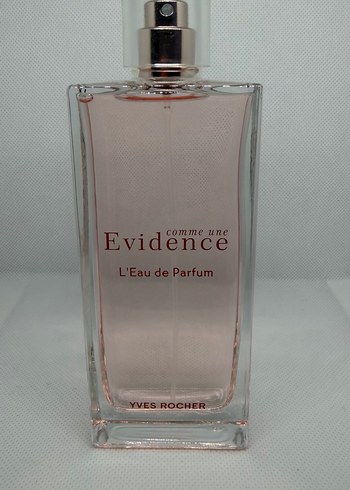 comme une
Evidence
L'Eau de Parfum
YVES ROCHER